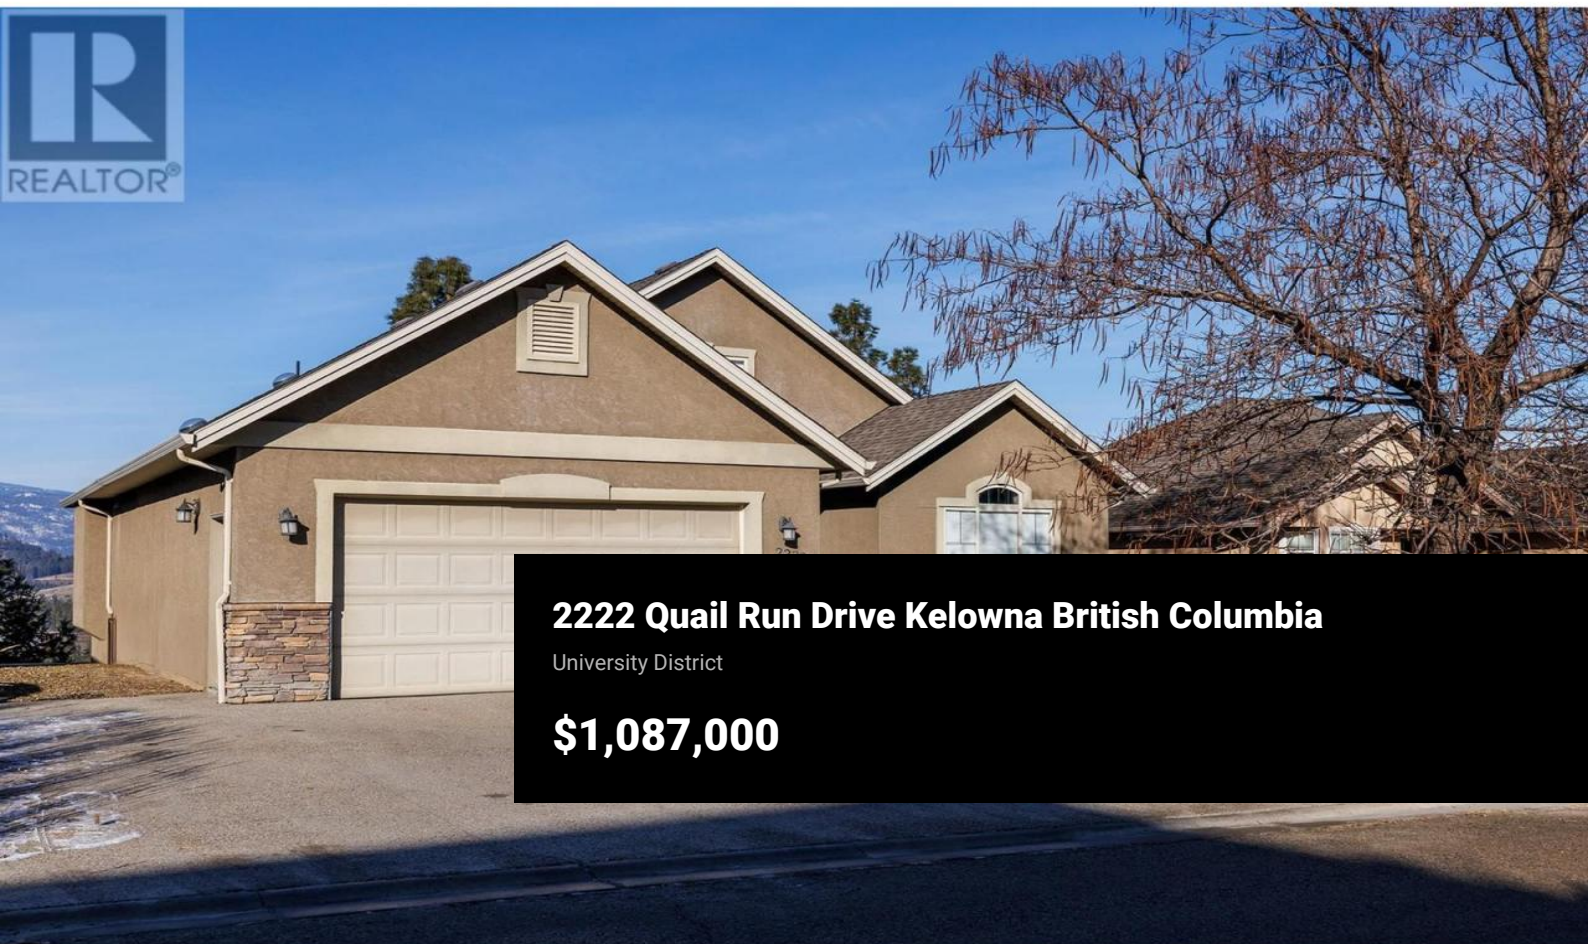 R
REALTOR®
2222 Quail Run Drive Kelowna British Columbia
University District
$1,087,000